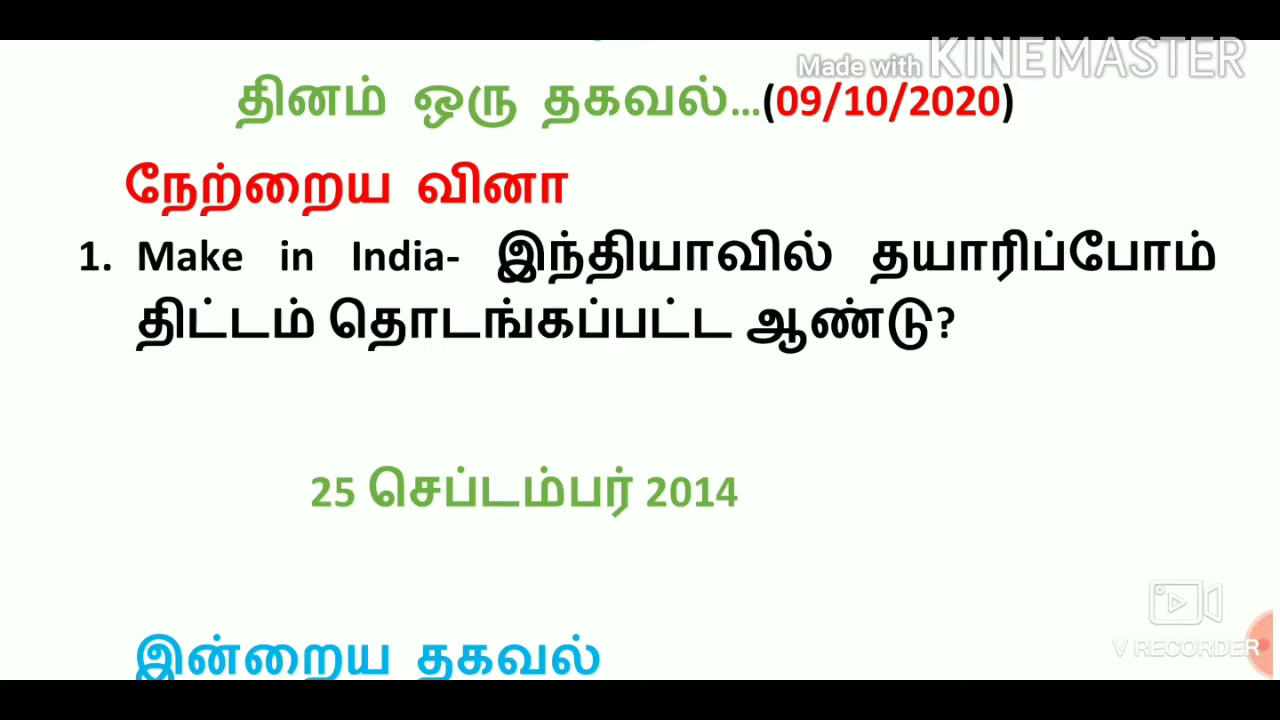 Made with KINEMASTER
தினம் ஒரு தகவல்...(09/10/2020)
நேற்றைய வினா
1. Make in India- இந்தியாவில் தயாரிப்போம்
திட்டம் தொடங்கப்பட்ட ஆண்டு?
25 செப்டம்பர் 2014
இன்றைய தகவல்
V RECORDER